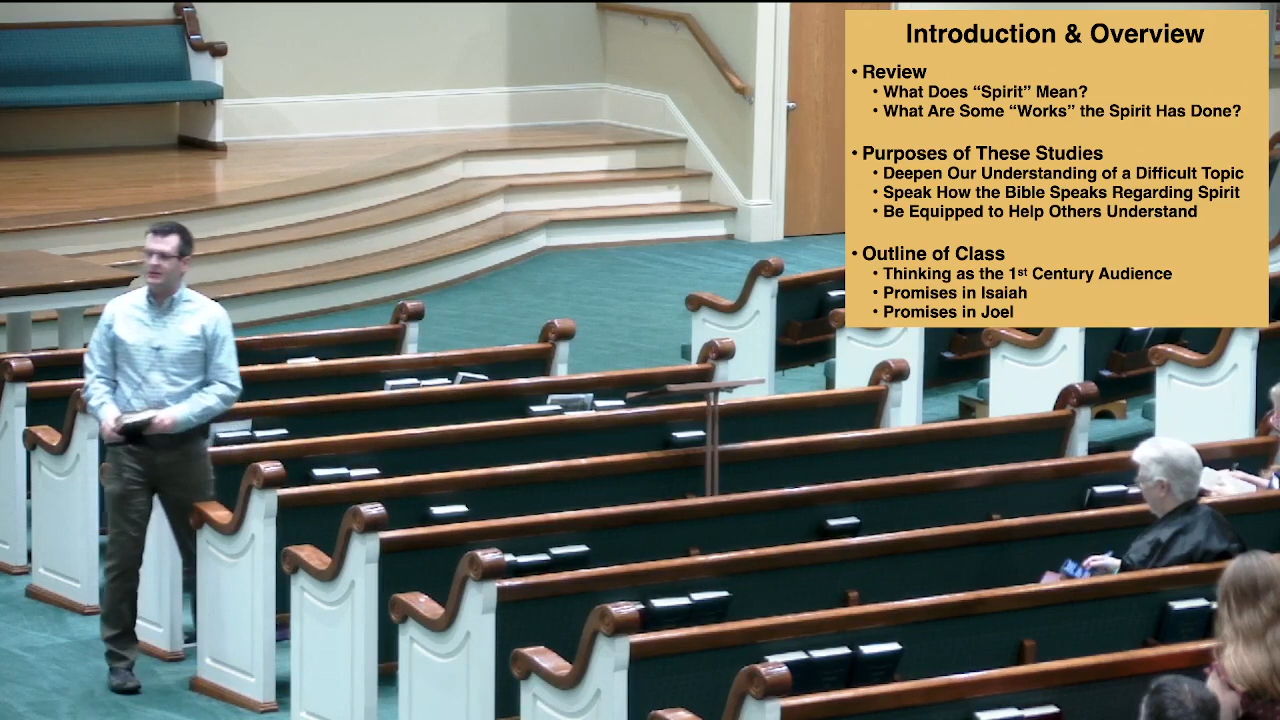 Introduction & Overview
• Review
• What Does “Spirit” Mean?
• What Are Some “Works” the Spirit Has Done?
• Purposes of These Studies
• Deepen Our Understanding of a Difficult Topic
• Speak How the Bible Speaks Regarding Spirit
• Be Equipped to Help Others Understand
• Outline of Class
• Thinking as the 1st Century Audience
• Promises in Isaiah
• Promises in Joel